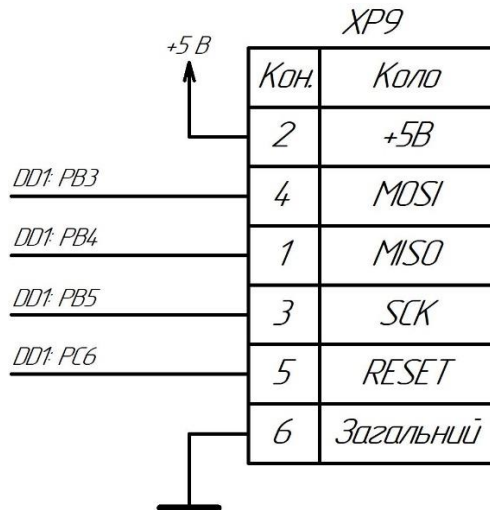 XP9
+5 В
Кон. Коло
2 +5В
DD1: PB3 4 MOSI
DD1: PB4 1 MISO
DD1: PB5 3 SCK
DD1: PC6 5 RESET
6 Загальний